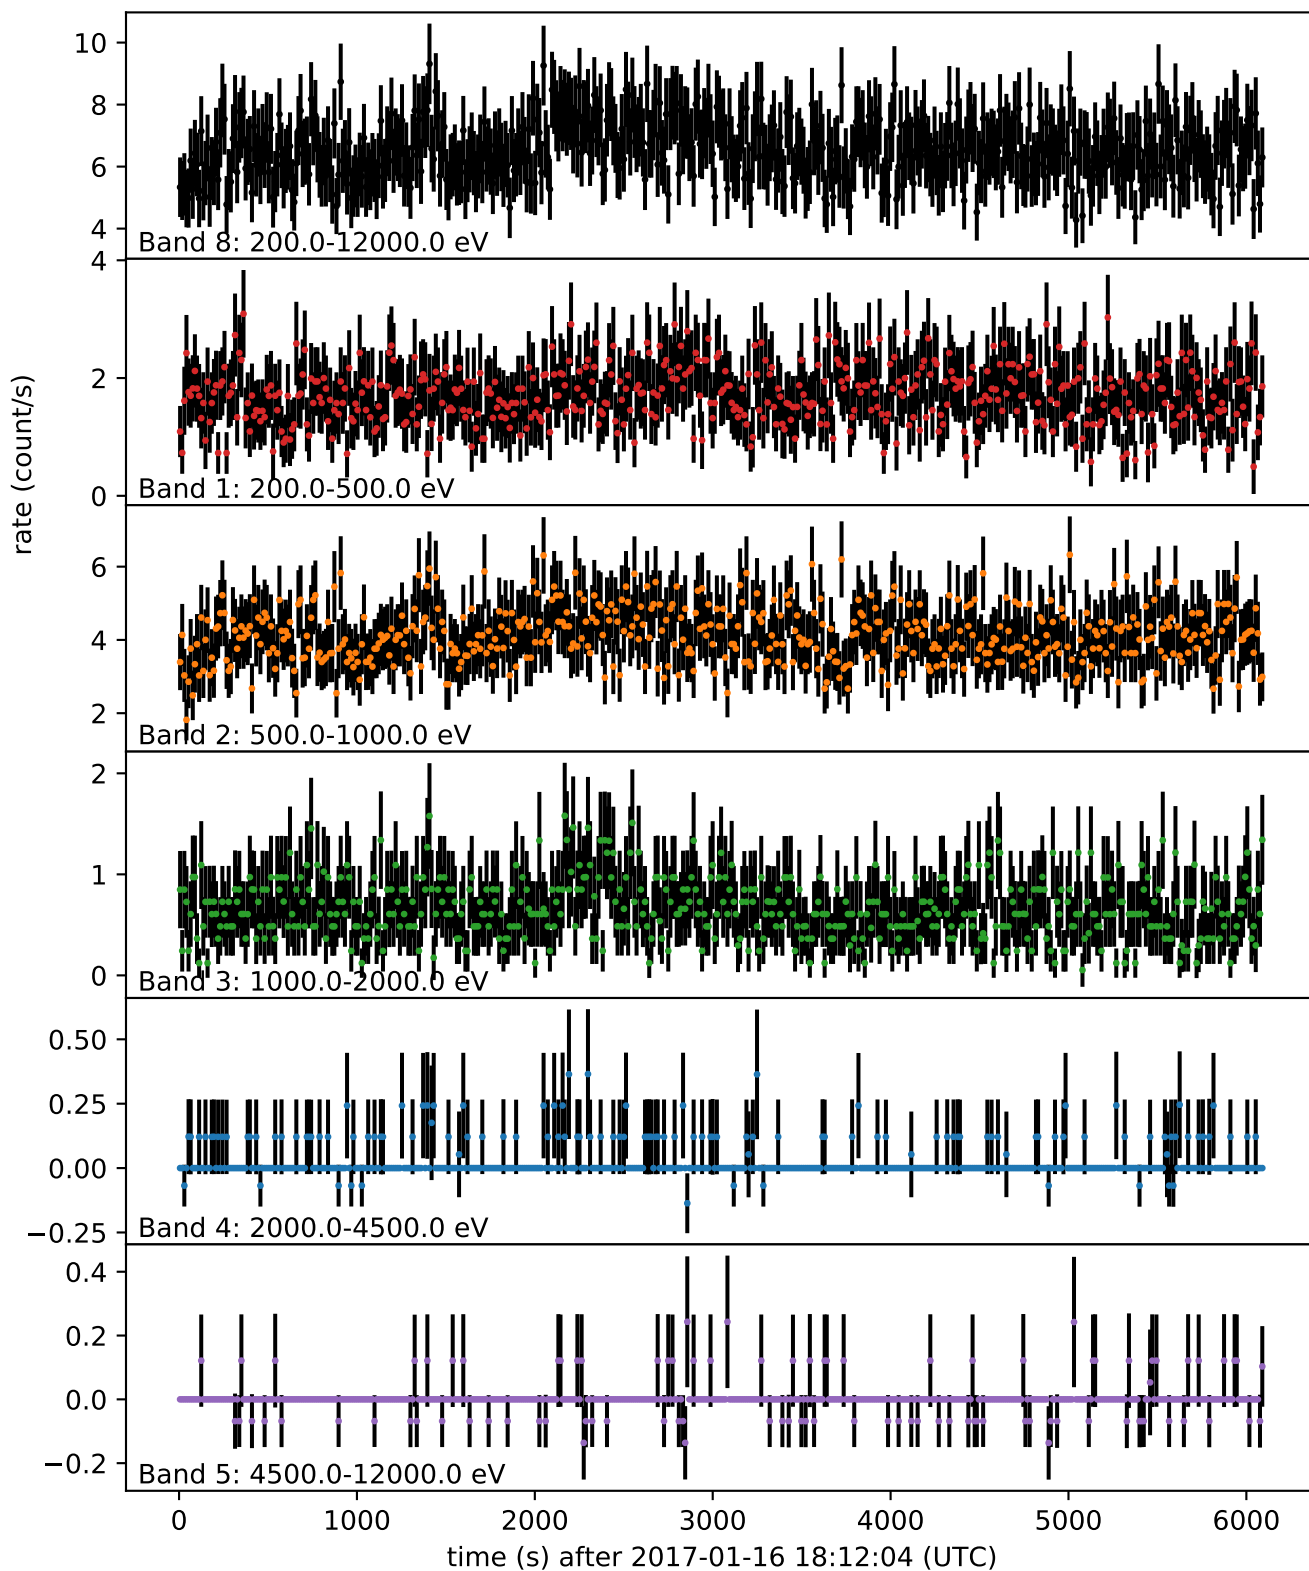 10
8
6
4
Band 8: 200.0-12000.0 eV
4
2
0
Band 1: 200.0-500.0 eV
rate (count/s)
6
4
2
Band 2: 500.0-1000.0 eV
2
1
0
Band 3: 1000.0-2000.0 eV
0.50
0.25
0.00
−0.25
Band 4: 2000.0-4500.0 eV
0.4
0.2
0.0
−0.2
Band 5: 4500.0-12000.0 eV
0 1000 2000 3000 4000 5000 6000
time (s) after 2017-01-16 18:12:04 (UTC)